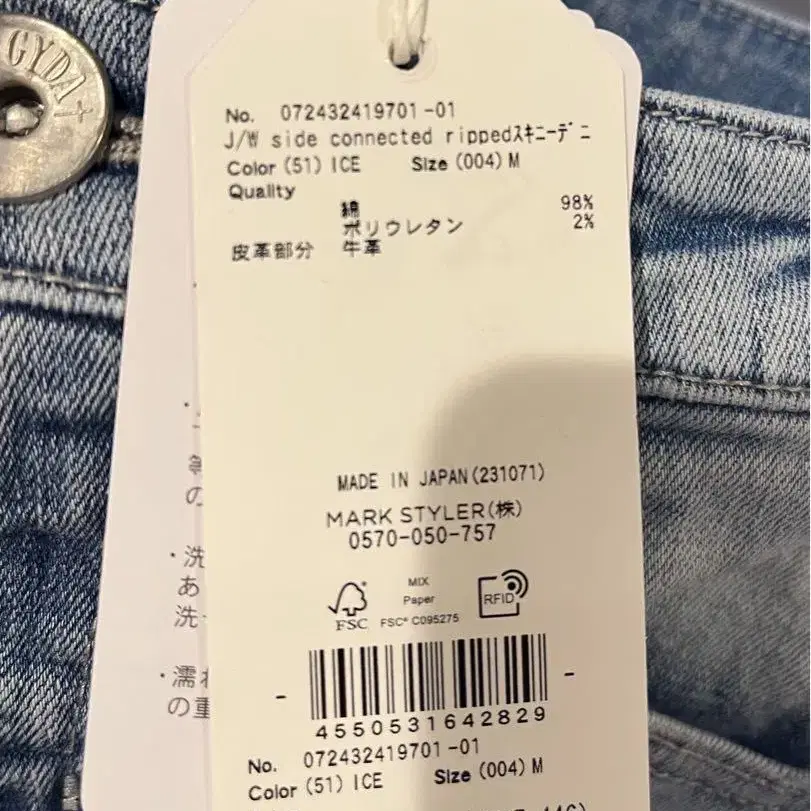 GYDA+
No. 072432419701-01
J/W side connected rippedｽｷﾆｰﾃﾞﾆ
Color (51) ICE Size (004) M
Quality
綿 98%
ポリウレタン 2%
皮革部分 牛革
MADE IN JAPAN(231071)
MARK STYLER(株)
0570-050-757
MIX
Paper
FSC FSC® C095275
RFID
- 4550531642829 -
No. 072432419701-01
Color (51) ICE Size (004) M
の
・洗
あ
洗
・濡れ
の重